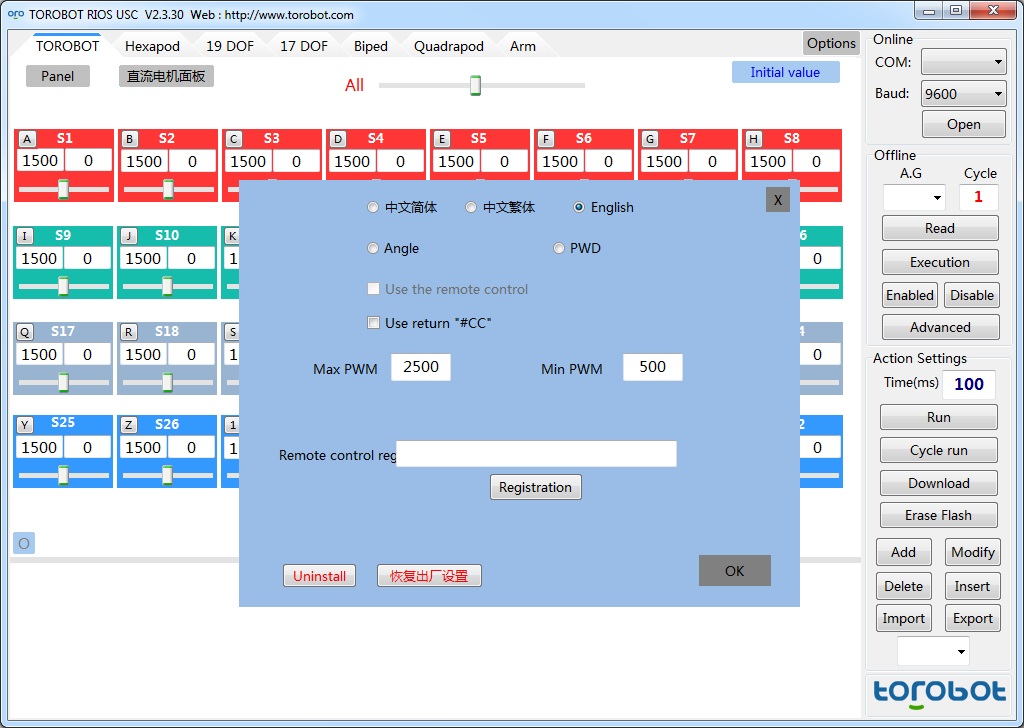 TOROBOT RIOS USC V2.3.30 Web : http://www.torobot.com
TOROBOT Hexapod 19 DOF 17 DOF Biped Quadrapod Arm Options
Panel 直流电机面板 All Initial value
A S1 B S2 C S3 D S4 E S5 F S6 G S7 H S8
1500 0 1500 0 1500 0 1500 0 1500 0 1500 0 1500 0 1500 0
I S9 J S10 K 6
1500 0 1500 0 1 0
Q S17 R S18 S 4
1500 0 1500 0 1 0
Y S25 Z S26 1 2
1500 0 1500 0 1 0
O
X
中文简体 中文繁体 English
Angle PWD
Use the remote control
Use return "#CC"
Max PWM 2500 Min PWM 500
Remote control reg
Registration
Uninstall 恢复出厂设置 OK
Online
COM:
Baud: 9600
Open
Offline
A.G Cycle
1
Read
Execution
Enabled Disable
Advanced
Action Settings
Time(ms) 100
Run
Cycle run
Download
Erase Flash
Add Modify
Delete Insert
Import Export
torobot